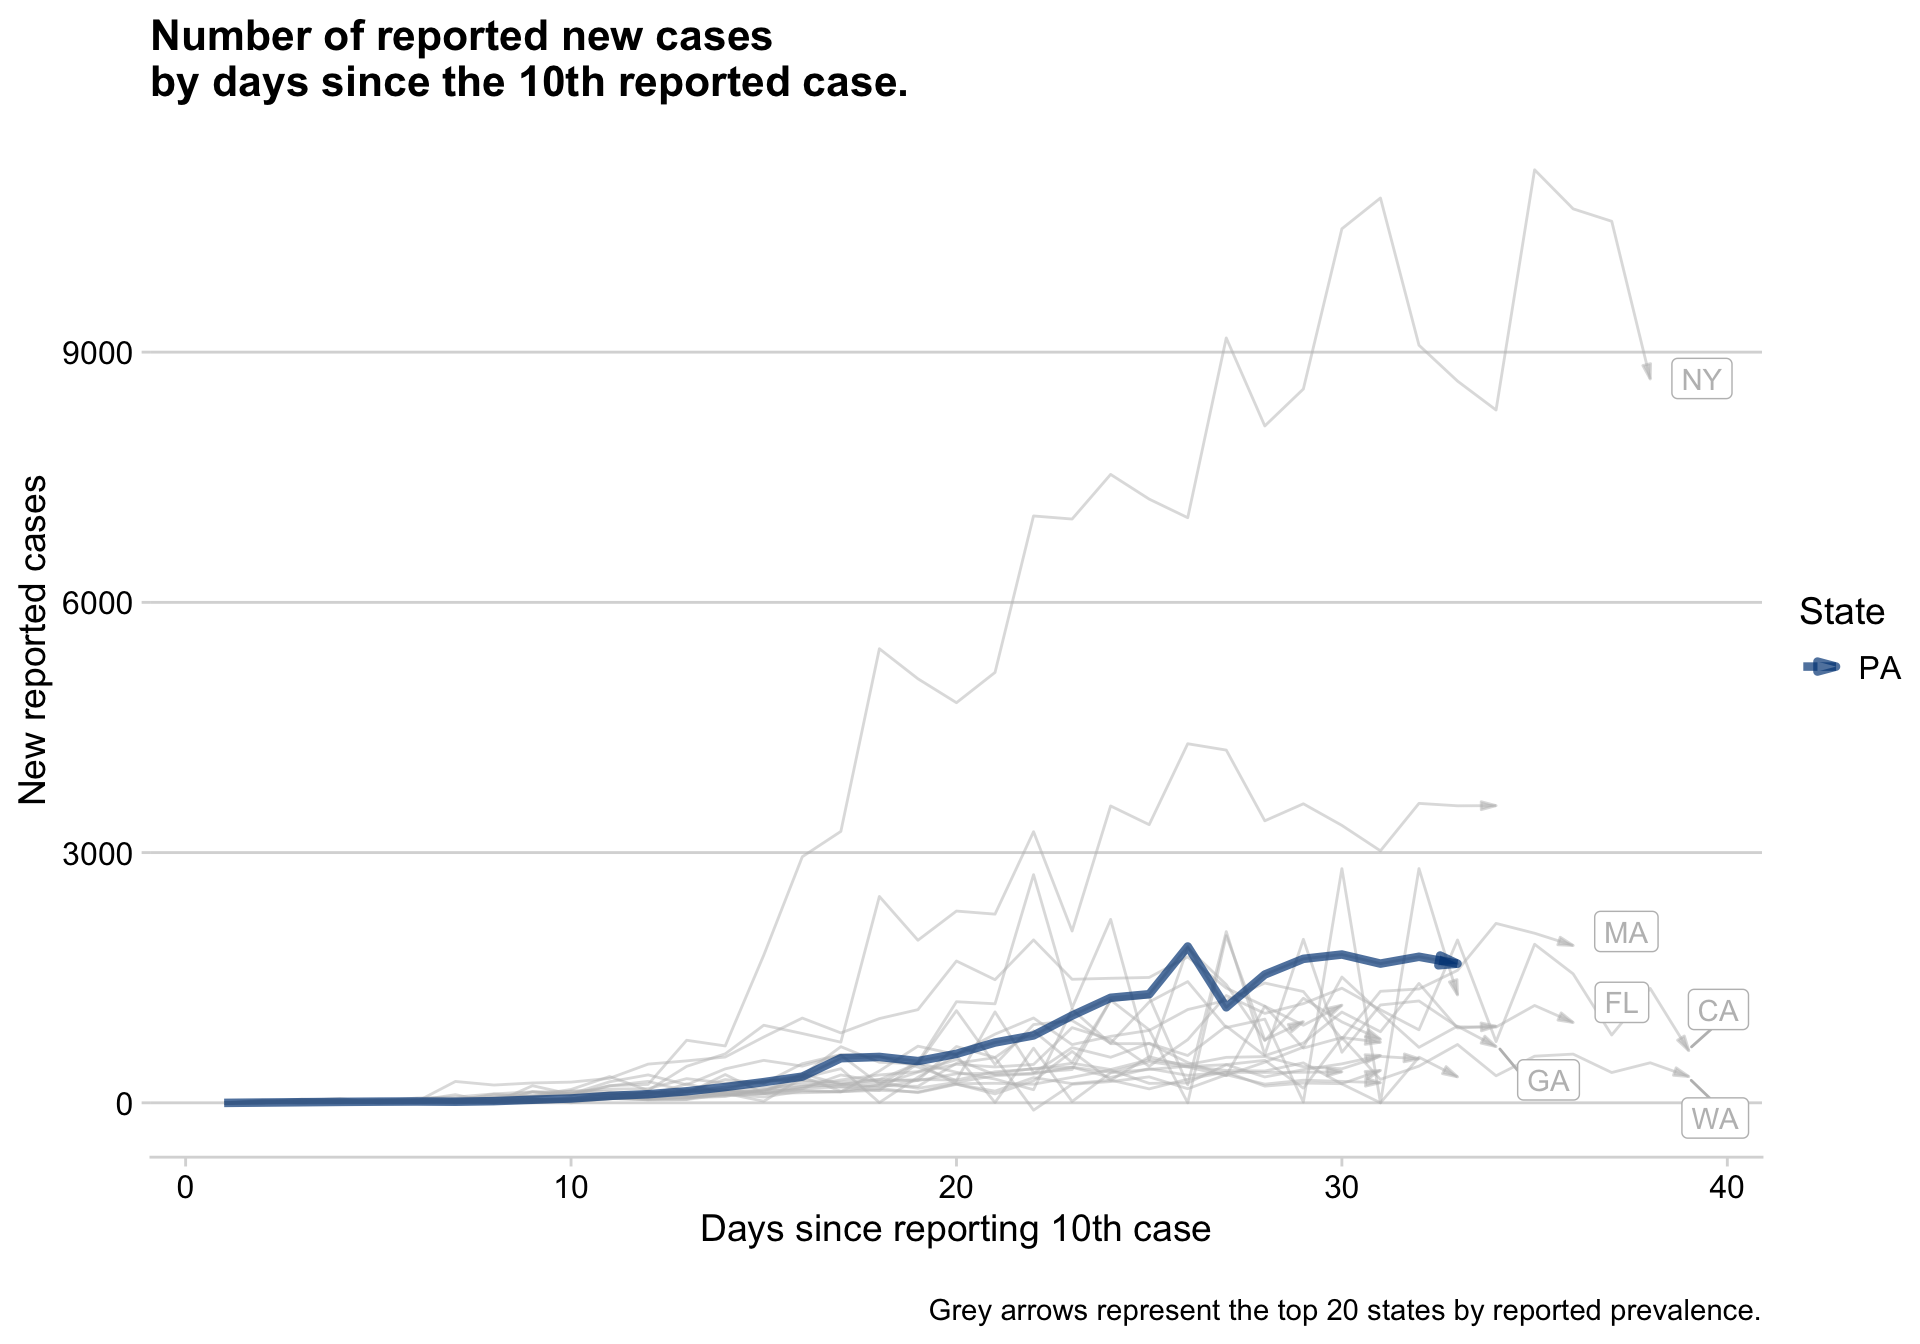 Number of reported new cases
by days since the 10th reported case.
New reported cases
9000
6000
3000
0
NY
MA
FL
CA
GA
WA
State
PA
0 10 20 30 40
Days since reporting 10th case
Grey arrows represent the top 20 states by reported prevalence.